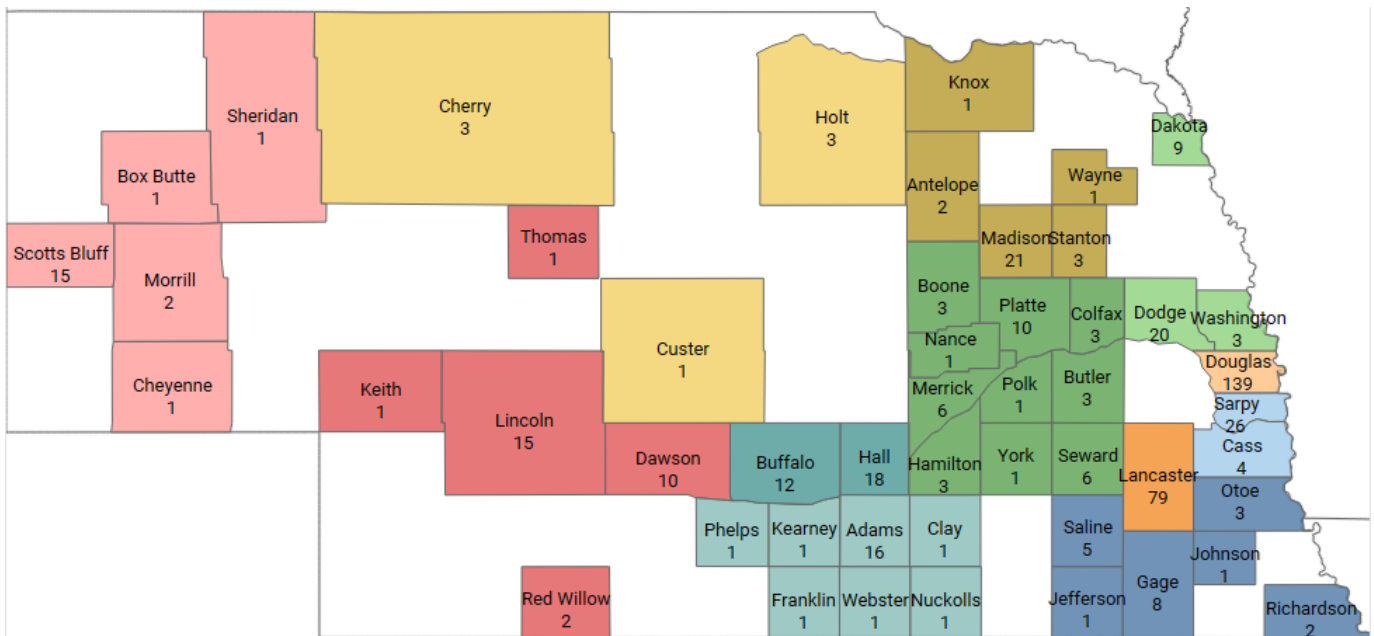 Sheridan
1
Cherry
3
Holt
3
Knox
1
Dakota
9
Box Butte
1
Antelope
2
Wayne
1
Scotts Bluff
15
Morrill
2
Thomas
1
Madison
21
Stanton
3
Boone
3
Platte
10
Colfax
3
Dodge
20
Washington
3
Cheyenne
1
Keith
1
Lincoln
15
Custer
1
Nance
1
Merrick
6
Polk
1
Butler
3
Douglas
139
Sarpy
26
Dawson
10
Buffalo
12
Hall
18
Hamilton
3
York
1
Seward
6
Lancaster
79
Cass
4
Otoe
3
Phelps
1
Kearney
1
Adams
16
Clay
1
Saline
5
Gage
8
Johnson
1
Red Willow
2
Franklin
1
Webster
1
Nuckolls
1
Jefferson
1
Richardson
2